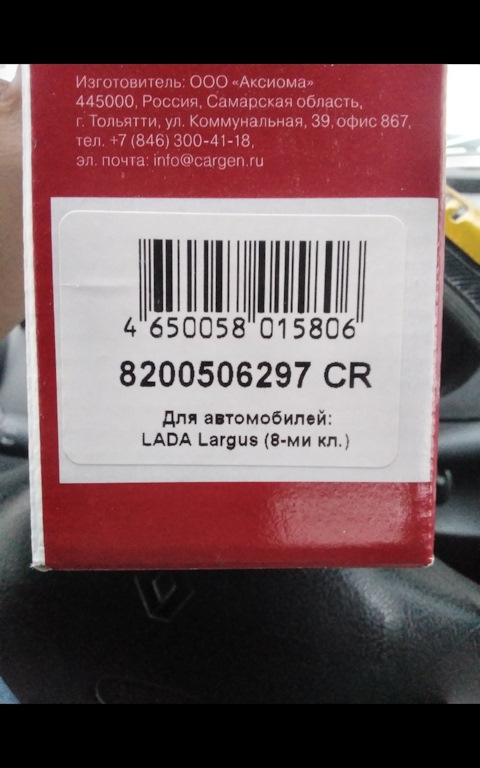 Изготовитель: ООО «Аксиома»
445000, Россия, Самарская область,
г. Тольятти, ул. Коммунальная, 39, офис 867,
тел. +7 (846) 300-41-18,
эл. почта: info@cargen.ru
4 650058 015806
8200506297 CR
Для автомобилей:
LADA Largus (8-ми кл.)